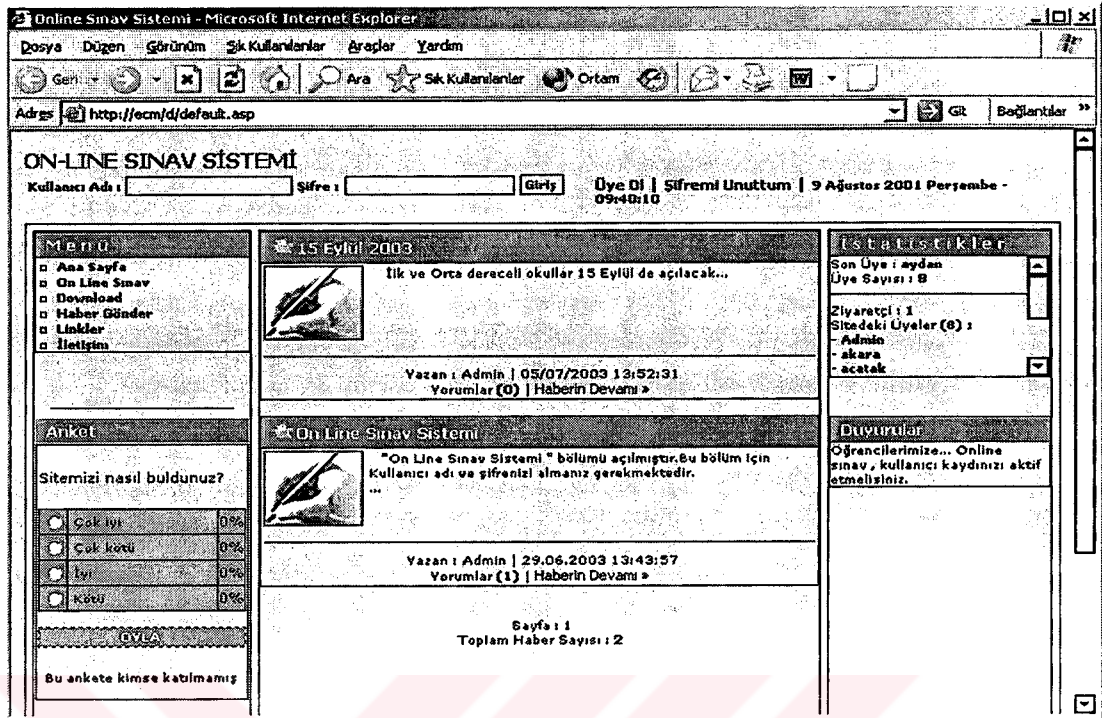 Online Sınav Sistemi - Microsoft Internet Explorer
Dosya Düzen Görünüm Sık Kullanılanlar Araçlar Yardım
Geri Ara Sık Kullanılanlar Ortam
Adres http://ecm/d/default.asp Git Bağlantılar »
ON-LINE SINAV SİSTEMİ
Kullanıcı Adı : Şifre : Giriş Üye Ol | Şifremi Unuttum | 9 Ağustos 2001 Perşembe -
09:40:10
Menü
Ana Sayfa
On Line Sınav
Download
Haber Gönder
Linkler
İletişim
Anket
Sitemizi nasıl buldunuz?
Çok iyi 0%
Çok kötü 0%
İyi 0%
Kötü 0%
OYLA
Bu ankete kimse katılmamış
15 Eylül 2003
İlk ve Orta dereceli okullar 15 Eylül de açılacak...
Yazan : Admin | 05/07/2003 13:52:31
Yorumlar (0) | Haberin Devamı »
On Line Sınav Sistemi
"On Line Sınav Sistemi " bölümü açılmıştır.Bu bölüm için
Kullanıcı adı ve şifrenizi almanız gerekmektedir.
...
Yazan : Admin | 29.06.2003 13:43:57
Yorumlar (1) | Haberin Devamı »
Sayfa : 1
Toplam Haber Sayısı : 2
İstatistikler
Son Üye : aydan
Üye Sayısı : 8
Ziyaretçi : 1
Sitedeki Üyeler (8) :
- Admin
- akara
- acatak
Duyurular
Öğrencilerimize... Online
sınav , kullanıcı kaydınızı aktif
etmelisiniz.